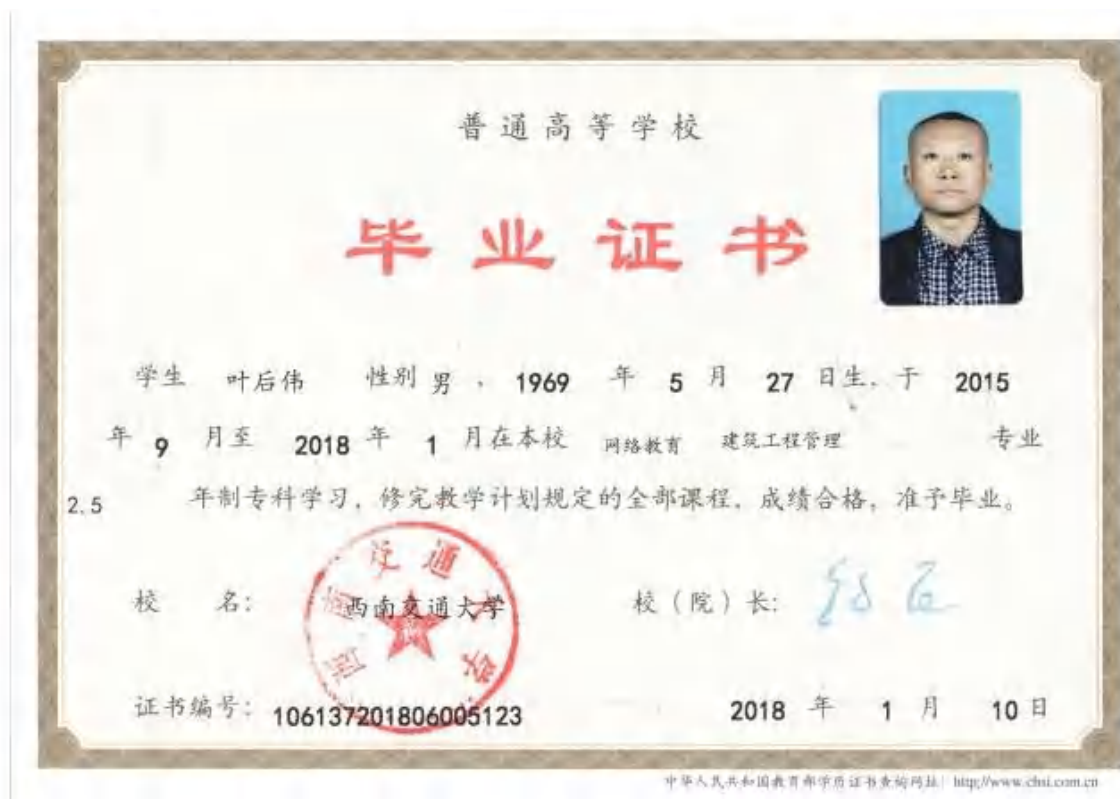 普通高等学校
毕业证书
学生 叶后伟 性别 男 , 1969 年 5 月 27 日生, 于 2015
年 9 月至 2018 年 1 月在本校 网络教育 建筑工程管理 专业
2.5 年制专科学习, 修完教学计划规定的全部课程, 成绩合格, 准予毕业。
校 名: 西南交通大学 校(院)长:
西南交通大学
证书编号: 106137201806005123 2018 年 1 月 10 日
中华人民共和国教育部学历证书查询网址: http://www.chsi.com.cn